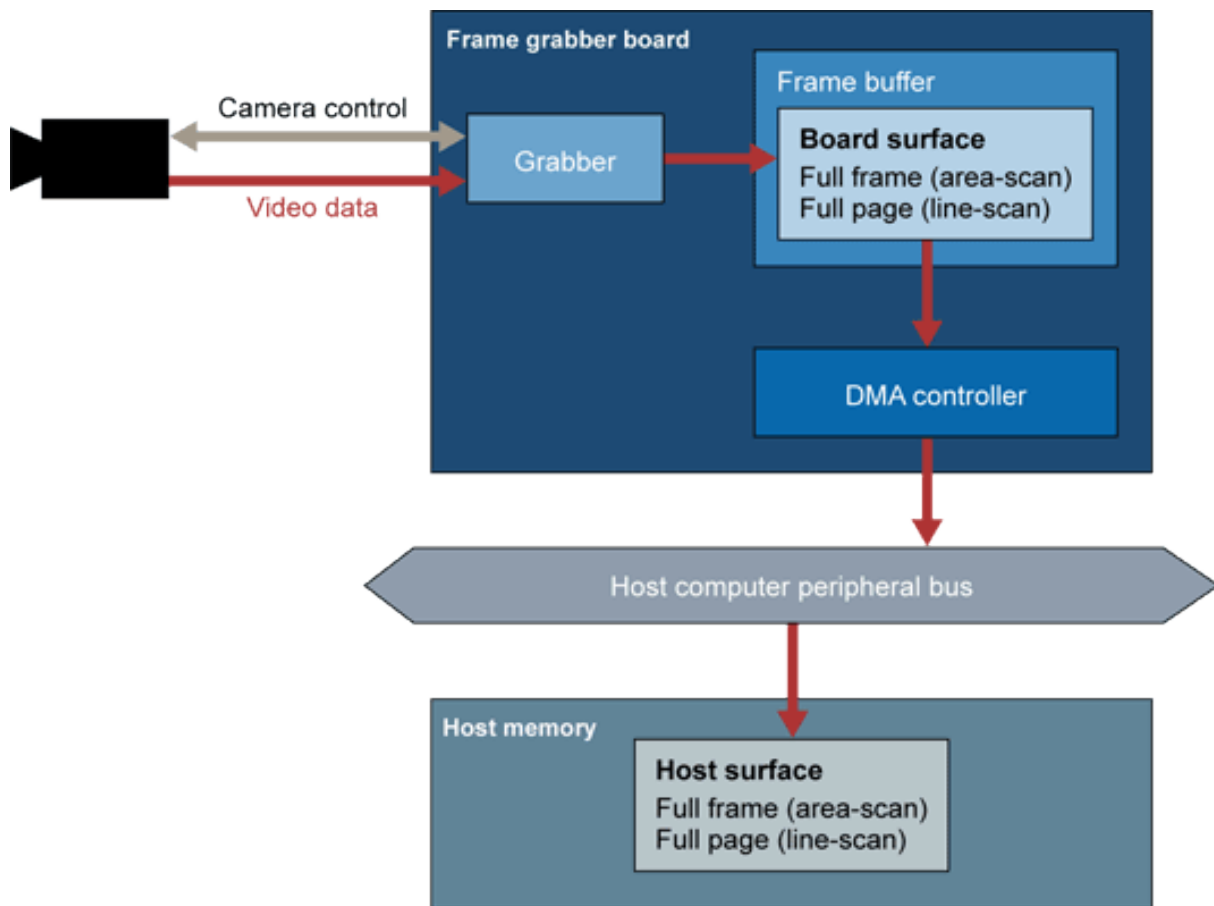 Frame grabber board
Frame buffer
Camera control
Board surface
Grabber
Full frame (area-scan)
Video data
Full page (line-scan)
DMA controller
Host computer peripheral bus
Host memory
Host surface
Full frame (area-scan)
Full page (line-scan)